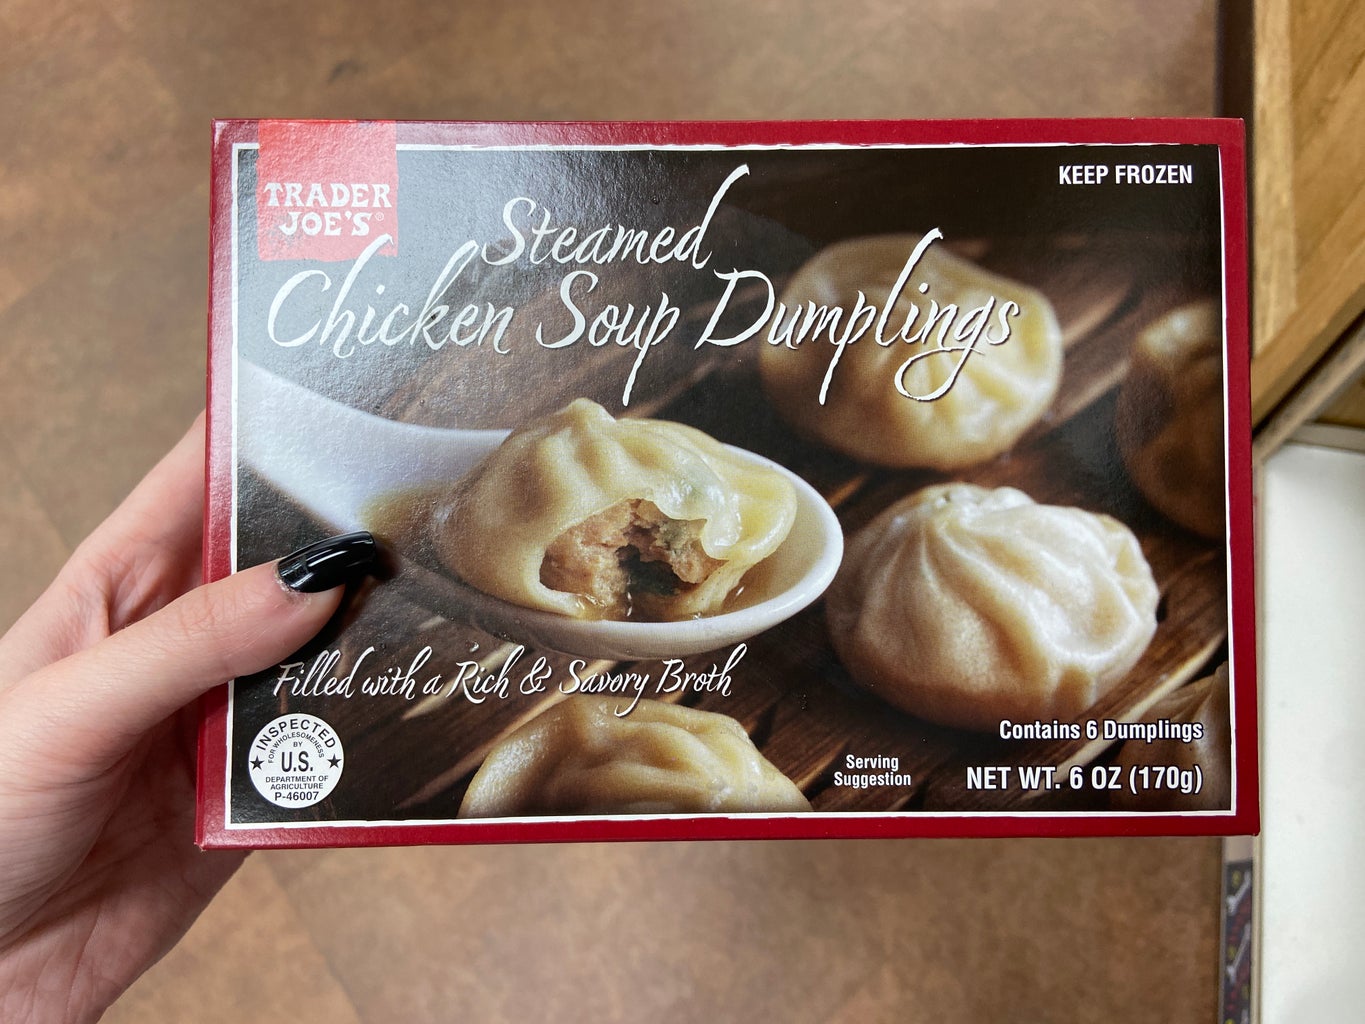 TRADER
JOE'S®
KEEP FROZEN
Steamed
Chicken Soup Dumplings
Filled with a Rich & Savory Broth
INSPECTED
FOR WHOLESOMENESS
BY
U.S.
DEPARTMENT OF
AGRICULTURE
P-46007
Serving
Suggestion
Contains 6 Dumplings
NET WT. 6 OZ (170g)